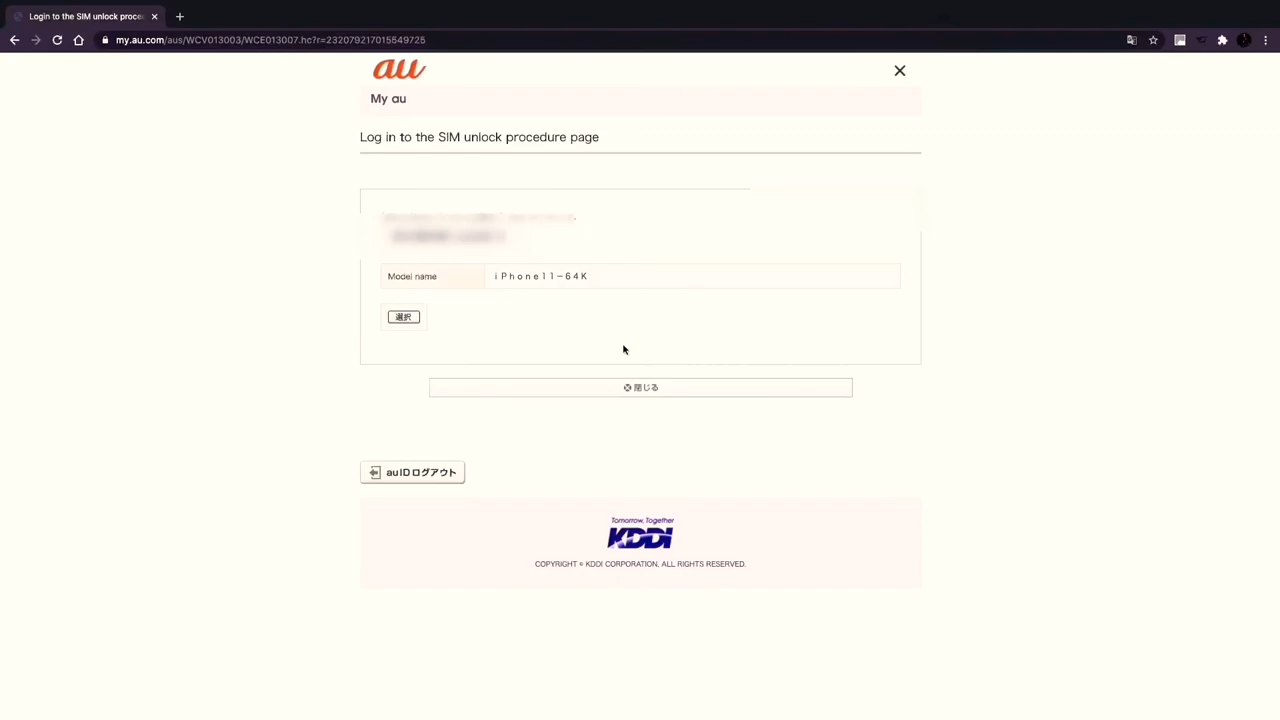 Login to the SIM unlock proce
my.au.com/aus/WCV013003/WCE013007.hc?r=232079217015549725
au
My au
Log in to the SIM unlock procedure page
Model name
ｉＰｈｏｎｅ１１－６４Ｋ
選択
閉じる
au IDログアウト
Tomorrow, Together
KDDI
COPYRIGHT © KDDI CORPORATION, ALL RIGHTS RESERVED.